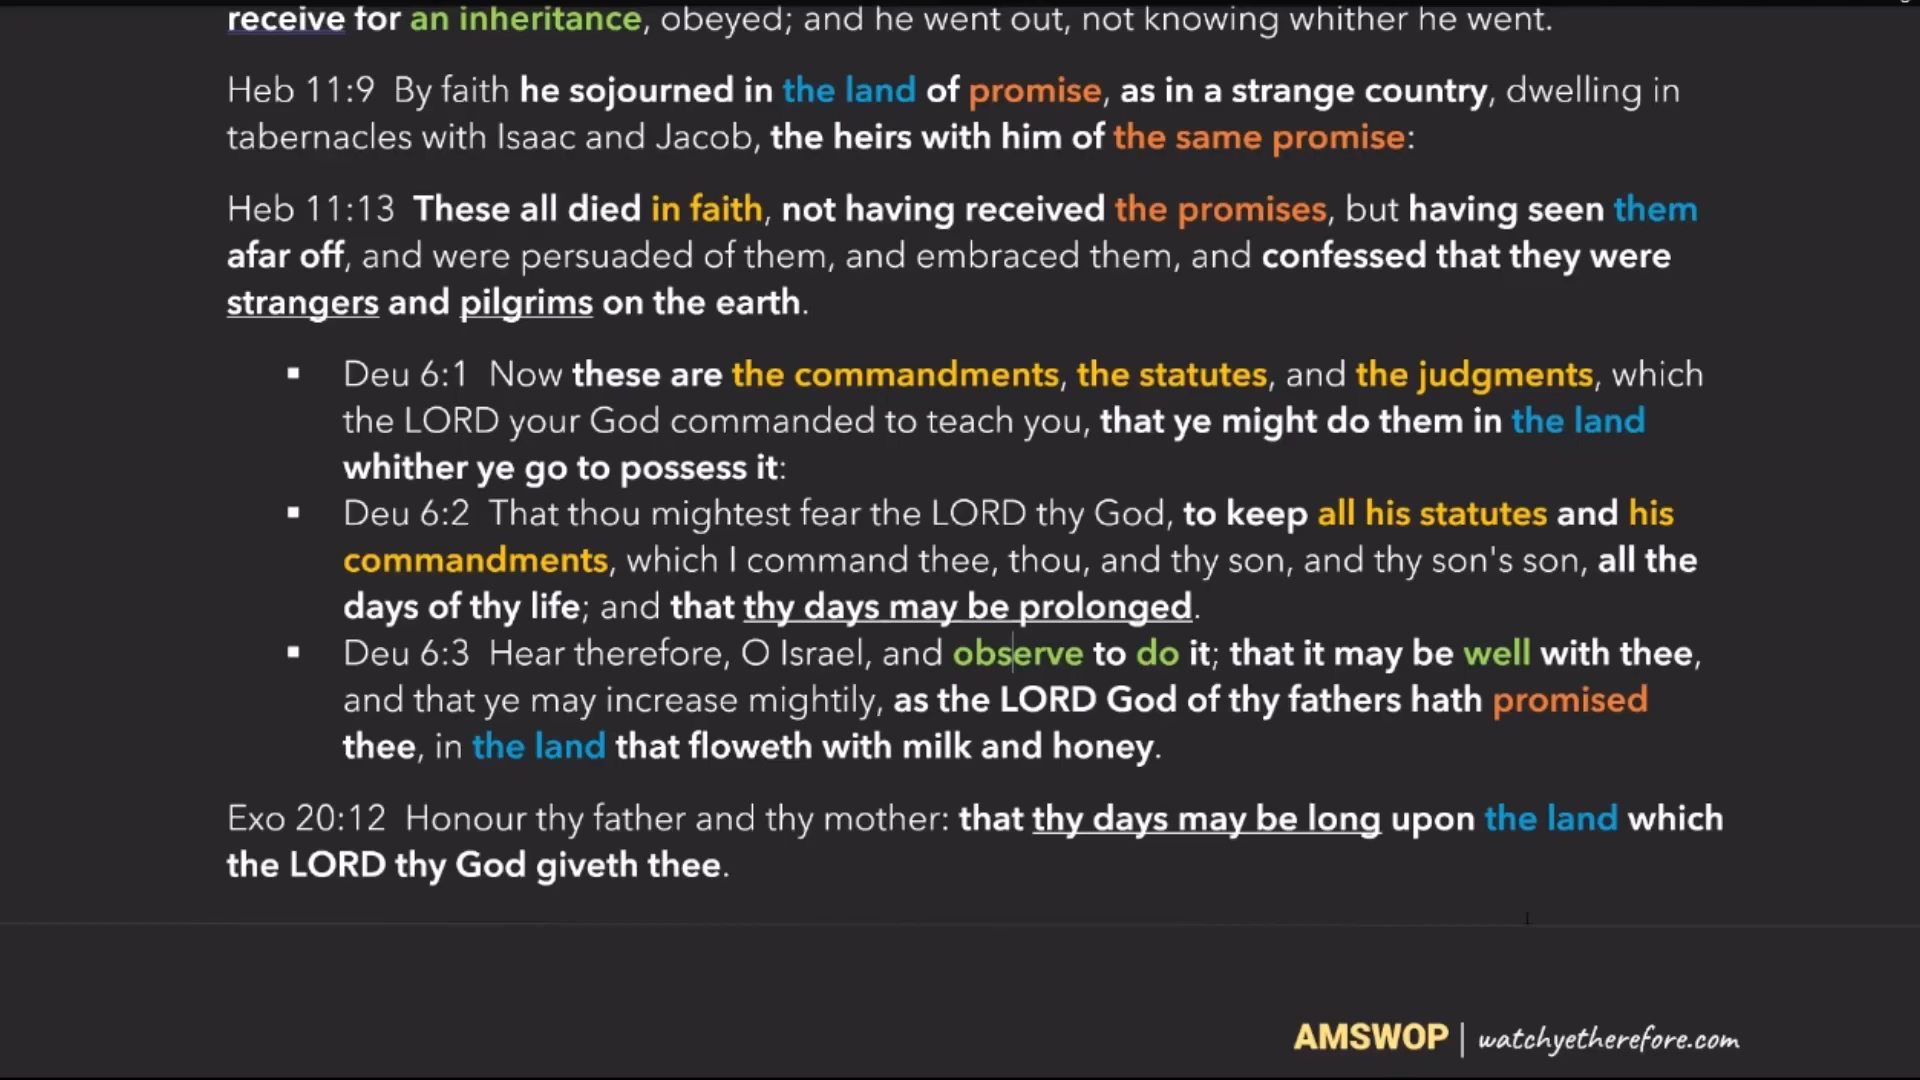 receive for an inheritance, obeyed; and he went out, not knowing whither he went.
Heb 11:9 By faith he sojourned in the land of promise, as in a strange country, dwelling in
tabernacles with Isaac and Jacob, the heirs with him of the same promise:
Heb 11:13 These all died in faith, not having received the promises, but having seen them
afar off, and were persuaded of them, and embraced them, and confessed that they were
strangers and pilgrims on the earth.
▪ Deu 6:1 Now these are the commandments, the statutes, and the judgments, which
the LORD your God commanded to teach you, that ye might do them in the land
whither ye go to possess it:
▪ Deu 6:2 That thou mightest fear the LORD thy God, to keep all his statutes and his
commandments, which I command thee, thou, and thy son, and thy son's son, all the
days of thy life; and that thy days may be prolonged.
▪ Deu 6:3 Hear therefore, O Israel, and observe to do it; that it may be well with thee,
and that ye may increase mightily, as the LORD God of thy fathers hath promised
thee, in the land that floweth with milk and honey.
Exo 20:12 Honour thy father and thy mother: that thy days may be long upon the land which
the LORD thy God giveth thee.
AMSWOP | watchyetherefore.com